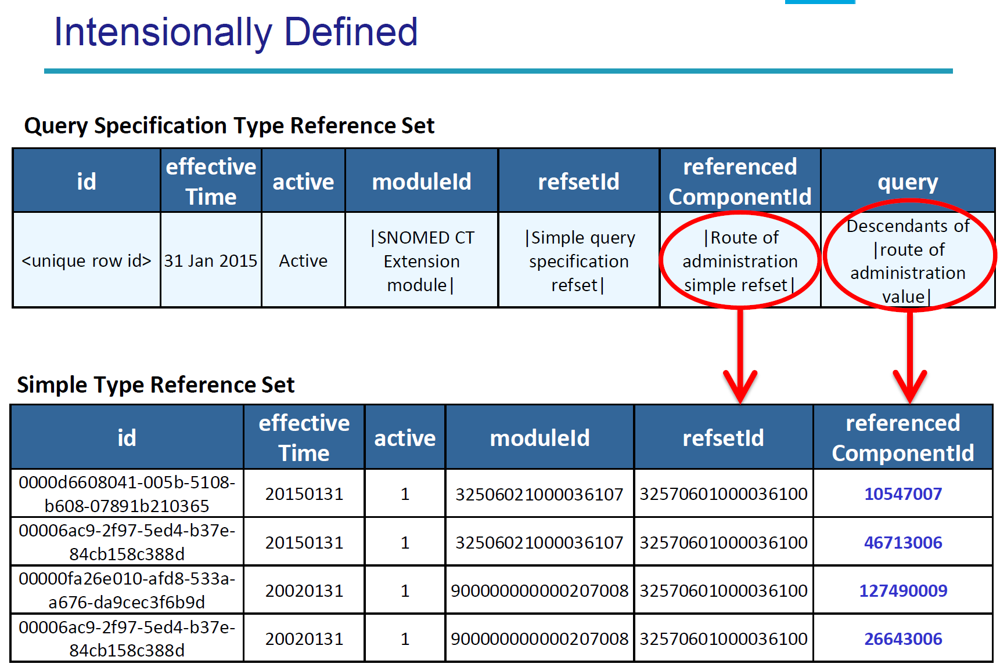 Intensionally Defined
Query Specification Type Reference Set
id
effective
Time
active
moduleId
refsetId
referenced
ComponentId
query
<unique row id>
31 Jan 2015
Active
|SNOMED CT
Extension
module|
|Simple query
specification
refset|
|Route of
administration
simple refset|
Descendants of
|route of
administration
value|
Simple Type Reference Set
id
effective
Time
active
moduleId
refsetId
referenced
ComponentId
0000d6608041-005b-5108-
b608-07891b210365
20150131
1
32506021000036107
32570601000036100
10547007
00006ac9-2f97-5ed4-b37e-
84cb158c388d
20150131
1
32506021000036107
32570601000036100
46713006
00000fa26e010-afd8-533a-
a676-da9cec3f6b9d
20020131
1
900000000000207008
32570601000036100
127490009
00006ac9-2f97-5ed4-b37e-
84cb158c388d
20020131
1
900000000000207008
32570601000036100
26643006